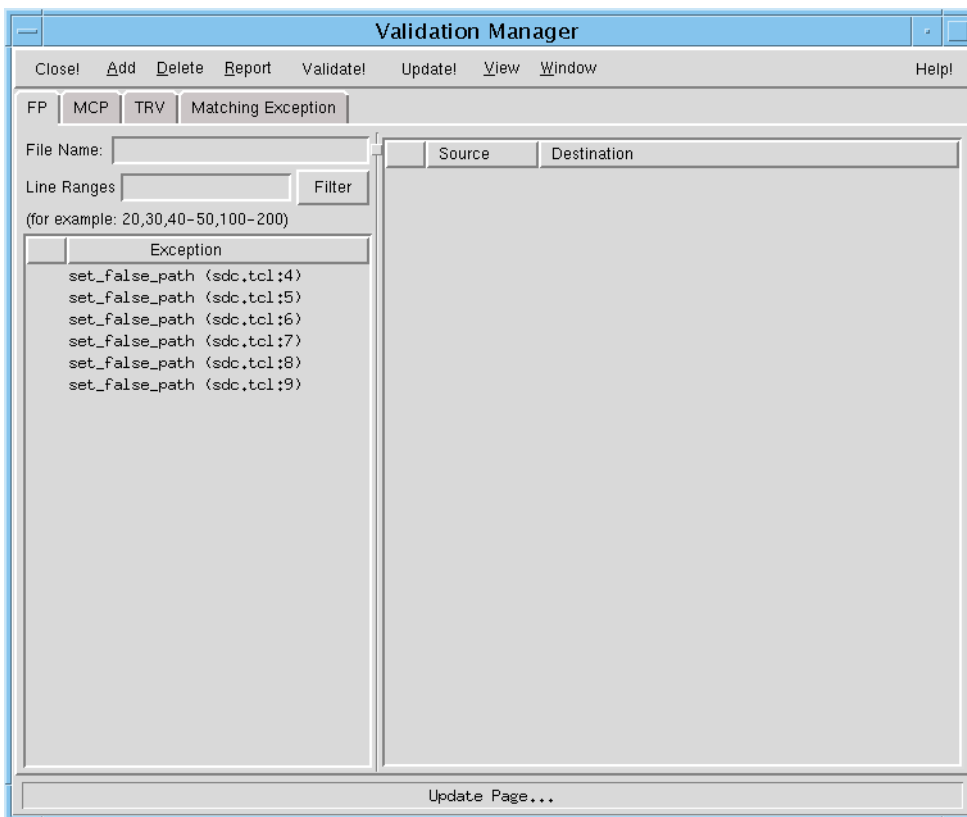 Validation Manager
Close! Add Delete Report Validate! Update! View Window Help!
FP MCP TRV Matching Exception
File Name:
Line Ranges Filter
(for example: 20,30,40-50,100-200)
Exception
set_false_path (sdc.tcl:4)
set_false_path (sdc.tcl:5)
set_false_path (sdc.tcl:6)
set_false_path (sdc.tcl:7)
set_false_path (sdc.tcl:8)
set_false_path (sdc.tcl:9)
Source Destination
Update Page...